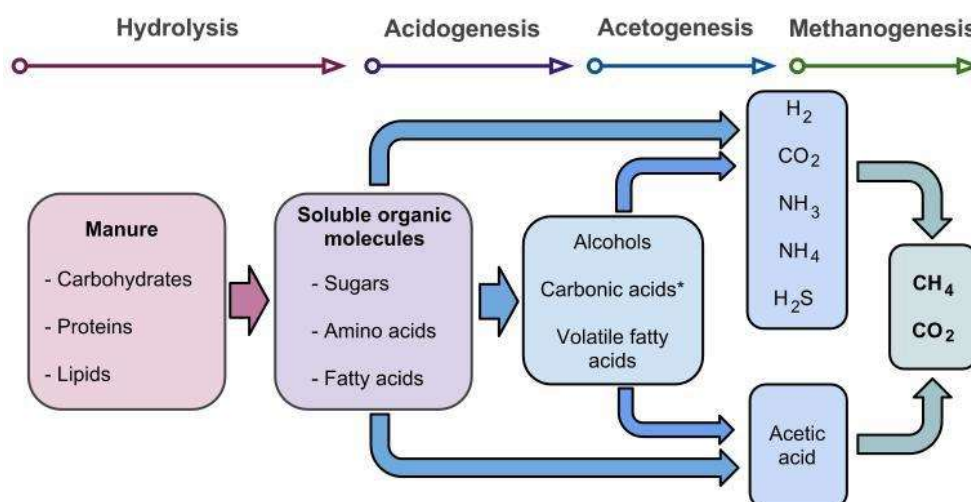 Hydrolysis
Acidogenesis
Acetogenesis
Methanogenesis
Manure
- Carbohydrates
- Proteins
- Lipids
Soluble organic
molecules
- Sugars
- Amino acids
- Fatty acids
Alcohols
Carbonic acids*
Volatile fatty
acids
H₂
CO₂
NH₃
NH₄
H₂S
Acetic
acid
CH₄
CO₂